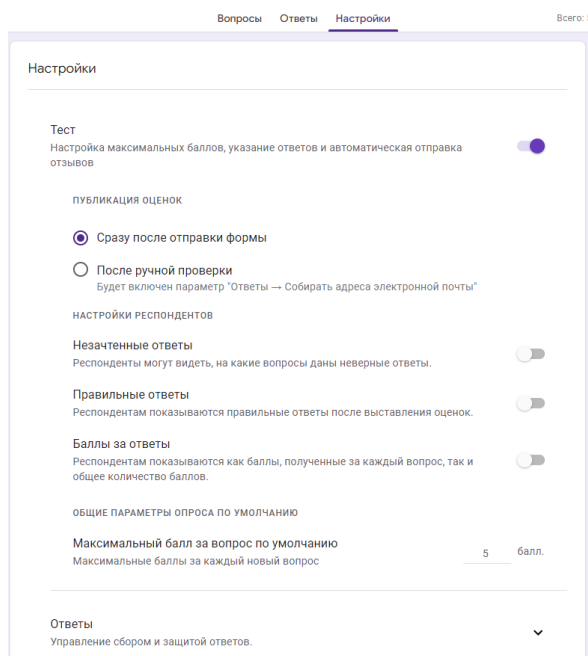 Вопросы Ответы Настройки Всего:
Настройки
Тест
Настройка максимальных баллов, указание ответов и автоматическая отправка
отзывов
ПУБЛИКАЦИЯ ОЦЕНОК
Сразу после отправки формы
После ручной проверки
Будет включен параметр "Ответы → Собирать адреса электронной почты"
НАСТРОЙКИ РЕСПОНДЕНТОВ
Незачтенные ответы
Респонденты могут видеть, на какие вопросы даны неверные ответы.
Правильные ответы
Респондентам показываются правильные ответы после выставления оценок.
Баллы за ответы
Респондентам показываются как баллы, полученные за каждый вопрос, так и
общее количество баллов.
ОБЩИЕ ПАРАМЕТРЫ ОПРОСА ПО УМОЛЧАНИЮ
Максимальный балл за вопрос по умолчанию
Максимальные баллы за каждый новый вопрос
5 балл.
Ответы
Управление сбором и защитой ответов.